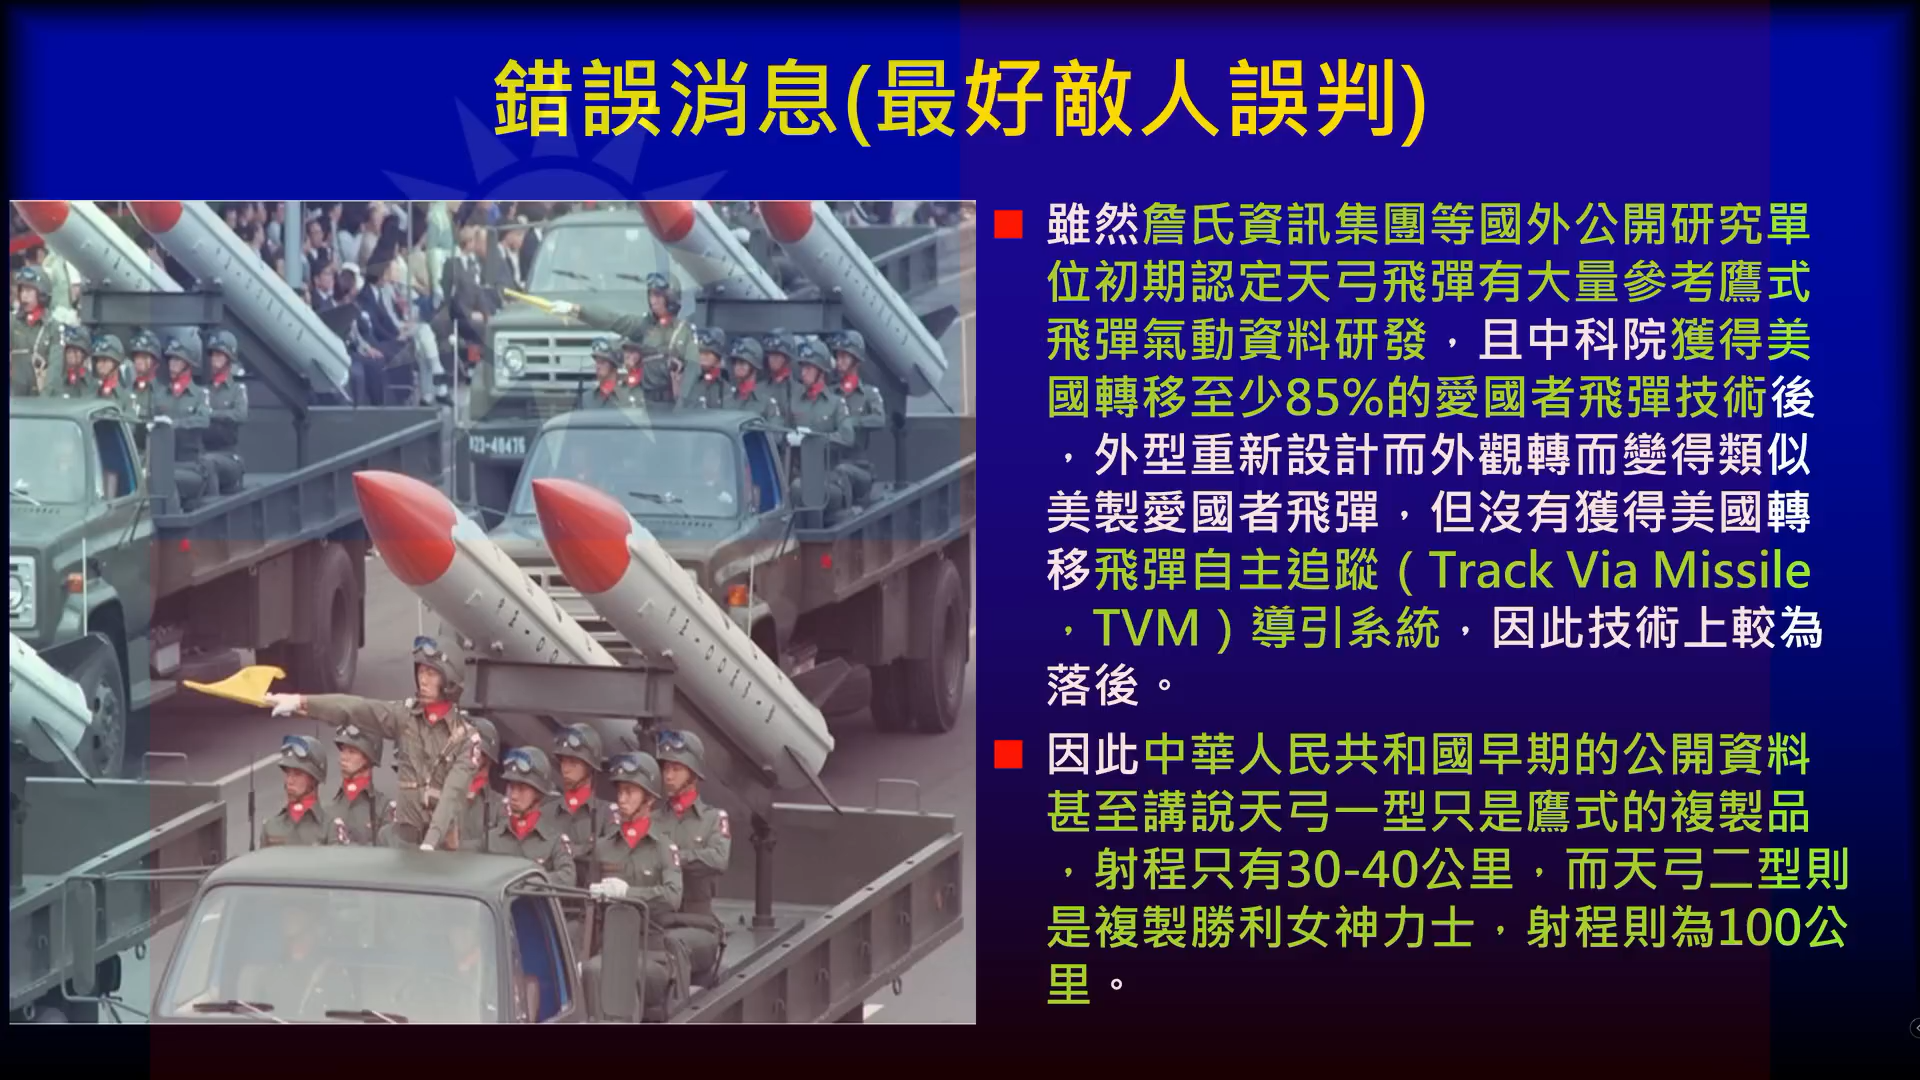 錯誤消息(最好敵人誤判)
雖然詹氏資訊集團等國外公開研究單
位初期認定天弓飛彈有大量參考鷹式
飛彈氣動資料研發，且中科院獲得美
國轉移至少85%的愛國者飛彈技術後
，外型重新設計而外觀轉而變得類似
美製愛國者飛彈，但沒有獲得美國轉
移飛彈自主追蹤（Track Via Missile
，TVM）導引系統，因此技術上較為
落後。
因此中華人民共和國早期的公開資料
甚至講說天弓一型只是鷹式的複製品
，射程只有30-40公里，而天弓二型則
是複製勝利女神力士，射程則為100公
里。